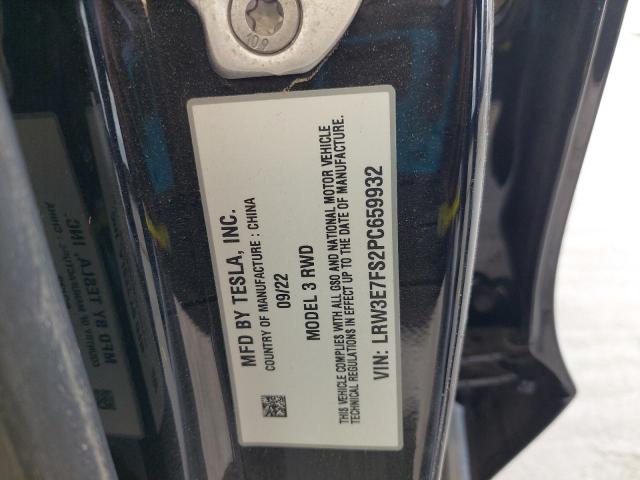 MFD BY TESLA, INC.
COUNTRY OF MANUFACTURE : CHINA
09/22
MODEL 3 RWD
THIS VEHICLE COMPLIES WITH ALL GSO AND NATIONAL MOTOR VEHICLE
TECHNICAL REGULATIONS IN EFFECT UP TO THE DATE OF MANUFACTURE.
VIN: LRW3E7FS2PC659932